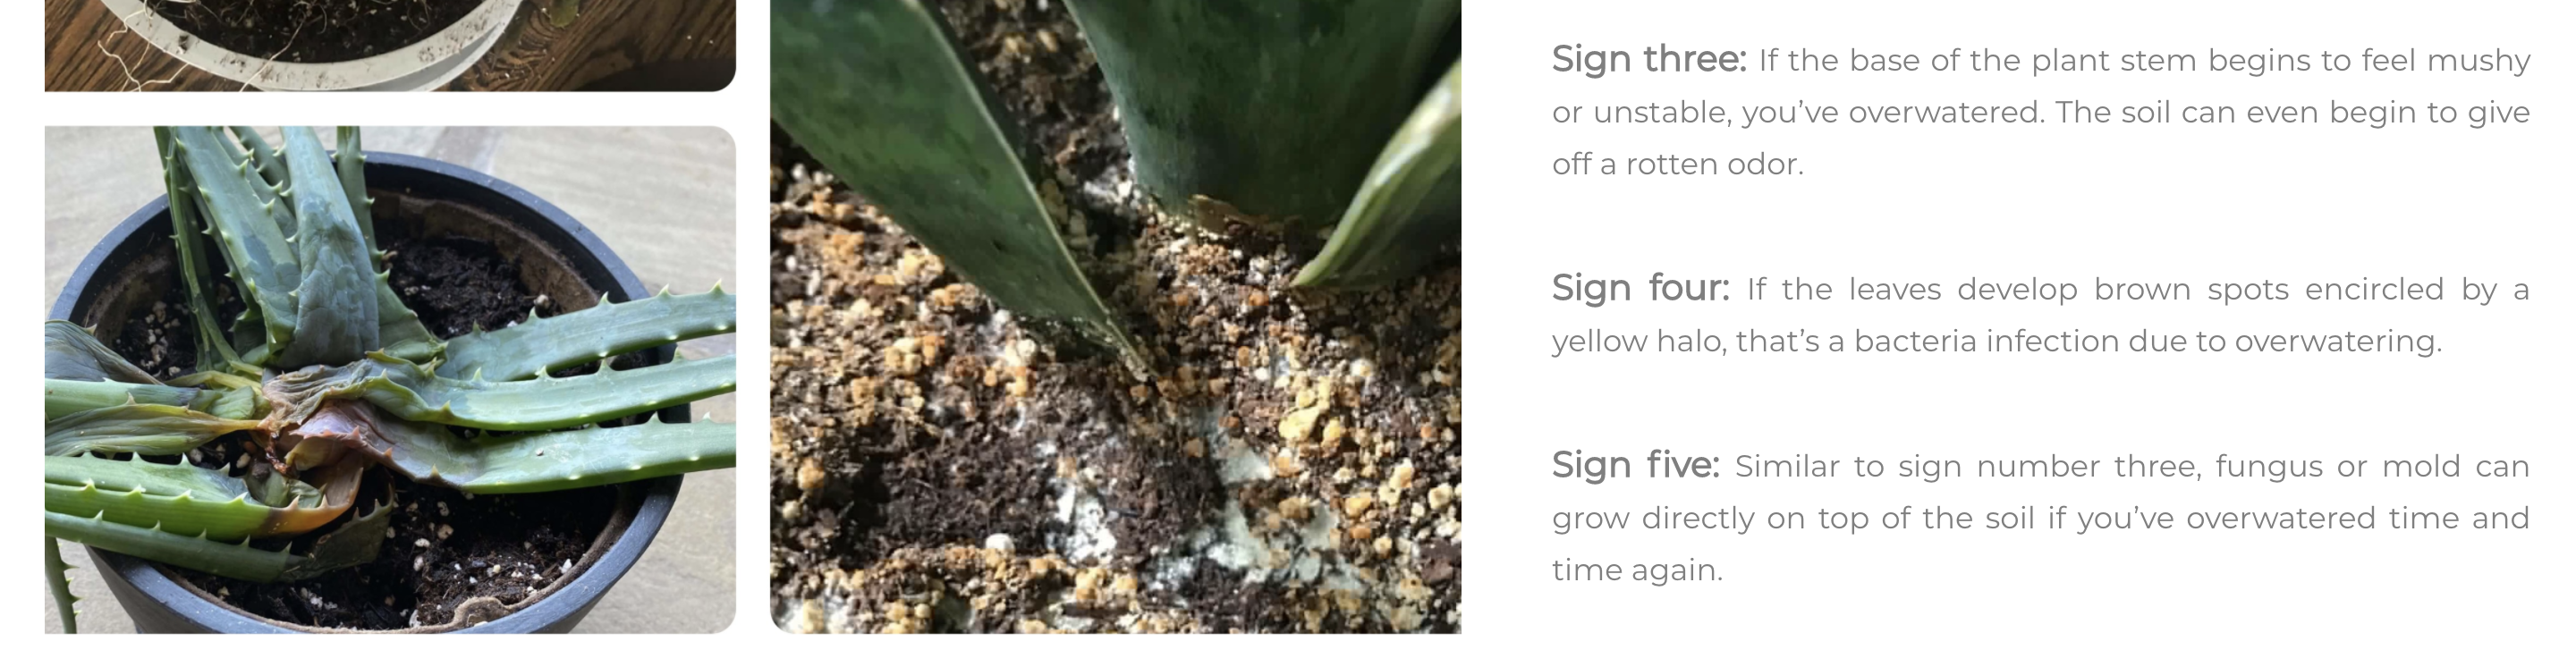 Sign three: If the base of the plant stem begins to feel mushy
or unstable, you’ve overwatered. The soil can even begin to give
off a rotten odor.
Sign four: If the leaves develop brown spots encircled by a
yellow halo, that’s a bacteria infection due to overwatering.
Sign five: Similar to sign number three, fungus or mold can
grow directly on top of the soil if you’ve overwatered time and
time again.